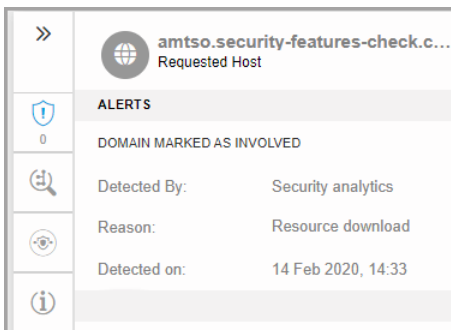 amtso.security-features-check.c...
Requested Host
ALERTS
0
DOMAIN MARKED AS INVOLVED
Detected By: Security analytics
Reason: Resource download
Detected on: 14 Feb 2020, 14:33